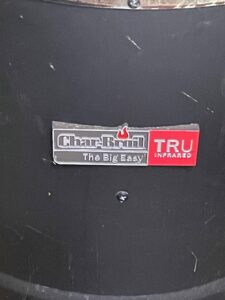 Char-Broil
The Big Easy
TRU
INFRARED